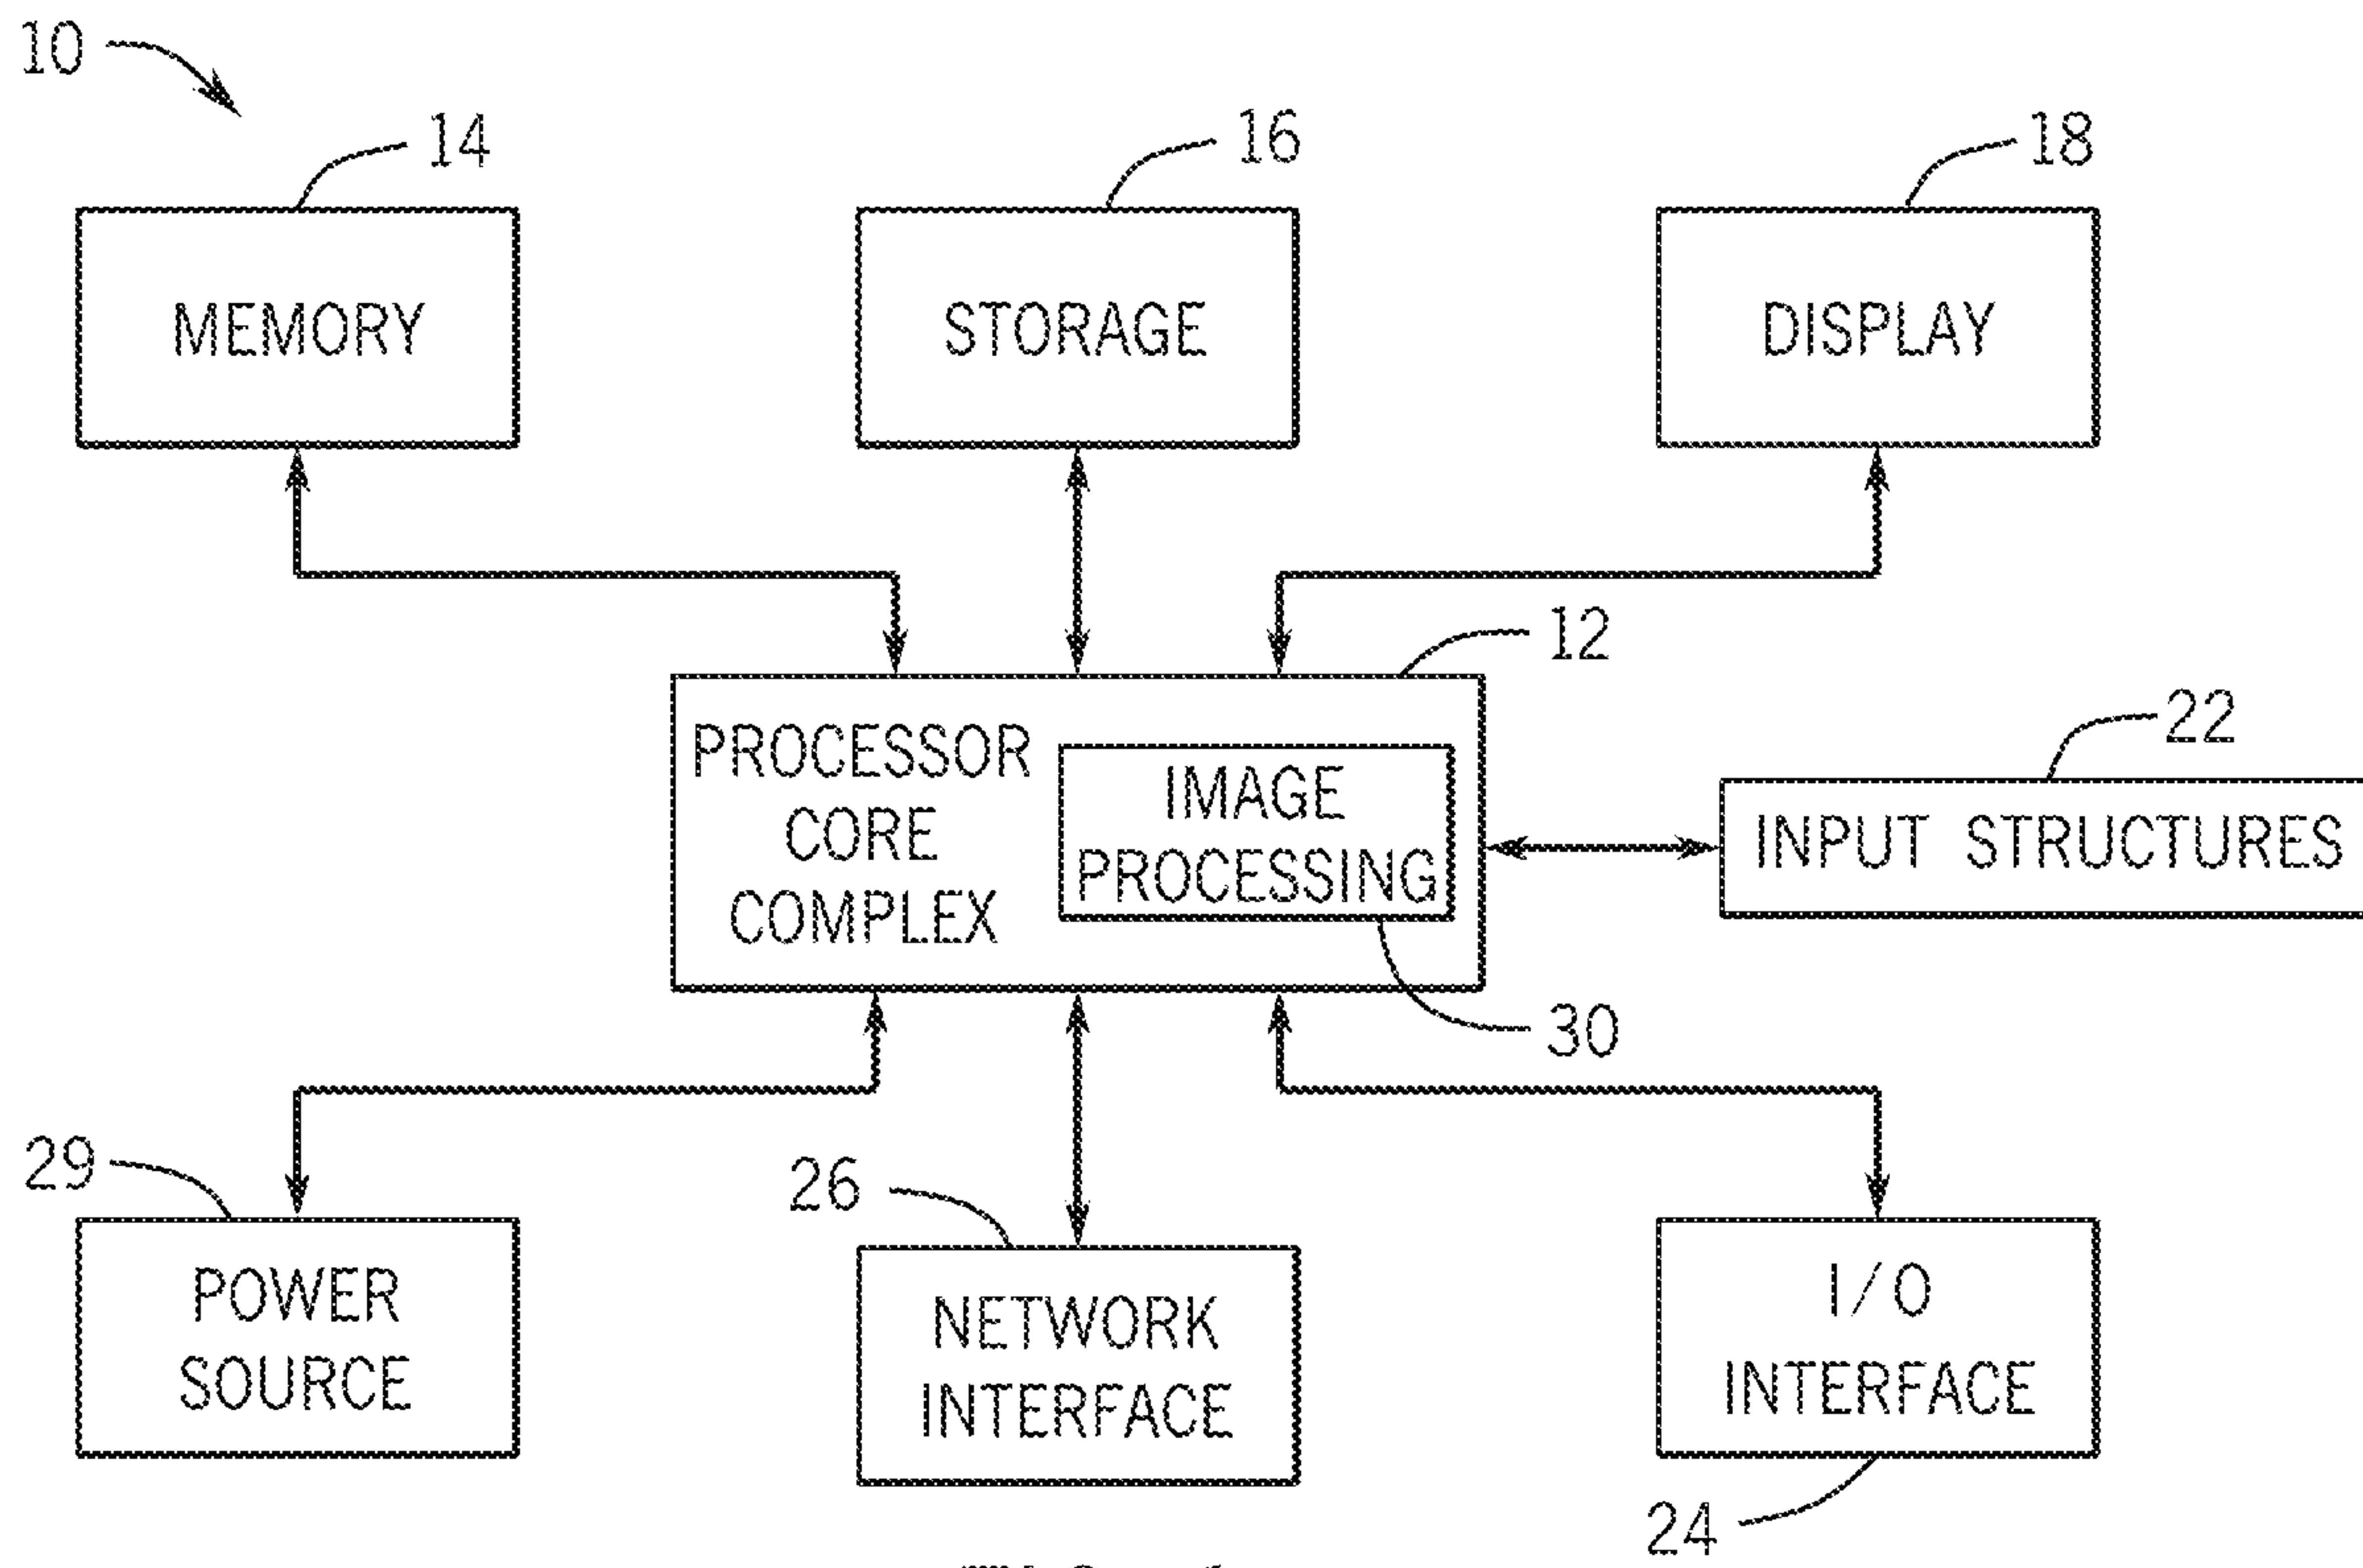 10
14
16
18
MEMORY
STORAGE
DISPLAY
12
PROCESSOR
CORE
COMPLEX
IMAGE
PROCESSING
22
INPUT STRUCTURES
30
29
26
POWER
SOURCE
NETWORK
INTERFACE
I/O
INTERFACE
24